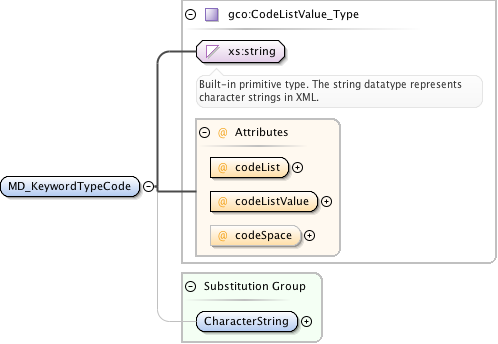 gco:CodeListValue_Type
xs:string
Built-in primitive type. The string datatype represents
character strings in XML.
@ Attributes
@ codeList
MD_KeywordTypeCode
@ codeListValue
@ codeSpace
Substitution Group
CharacterString